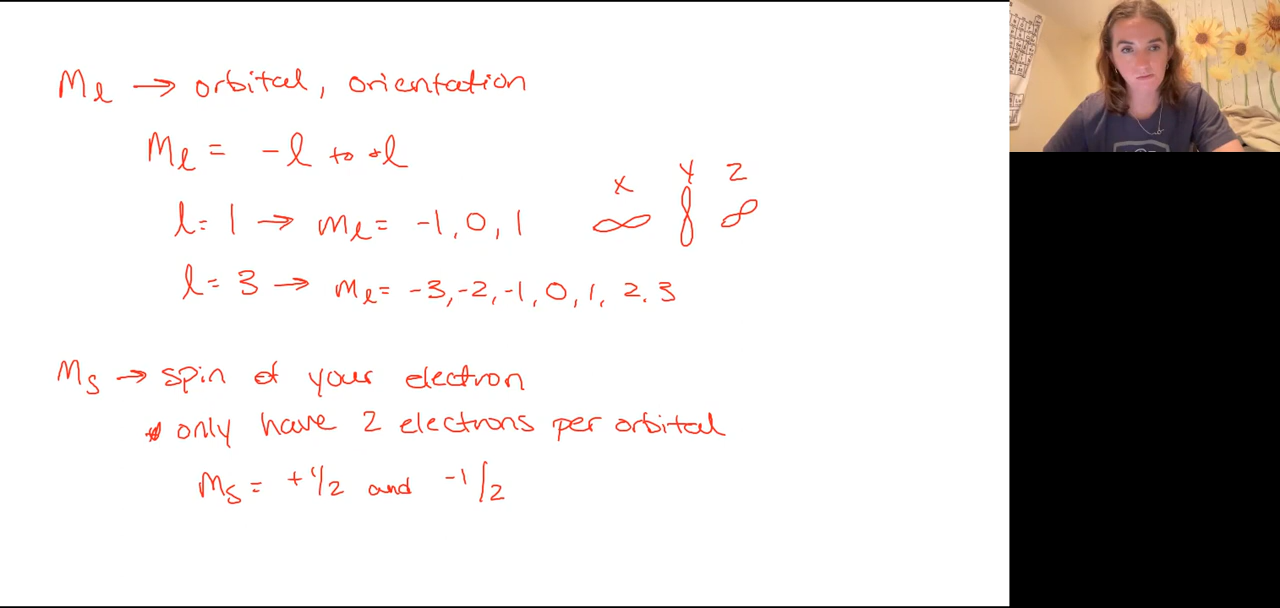 Ml → orbital, orientation
Ml = -l to +l
X Y Z
l = 1 → Ml = -1, 0, 1
l = 3 → Ml = -3, -2, -1, 0, 1, 2. 3
Ms → spin of your electron
* only have 2 electrons per orbital
Ms = +1/2 and -1/2